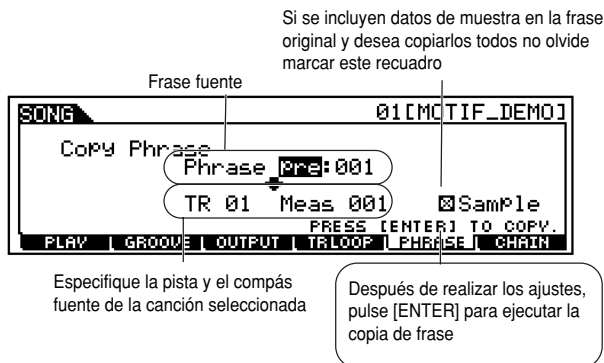 Si se incluyen datos de muestra en la frase
original y desea copiarlos todos no olvide
marcar este recuadro
Frase fuente
SONG 01[MOTIF_DEMO]
Copy Phrase
Phrase pre:001
TR 01 Meas 001 Sample
PRESS [ENTER] TO COPY.
PLAY GROOVE OUTPUT TRLOOP PHRASE CHAIN
Especifique la pista y el compás
fuente de la canción seleccionada
Después de realizar los ajustes,
pulse [ENTER] para ejecutar la
copia de frase